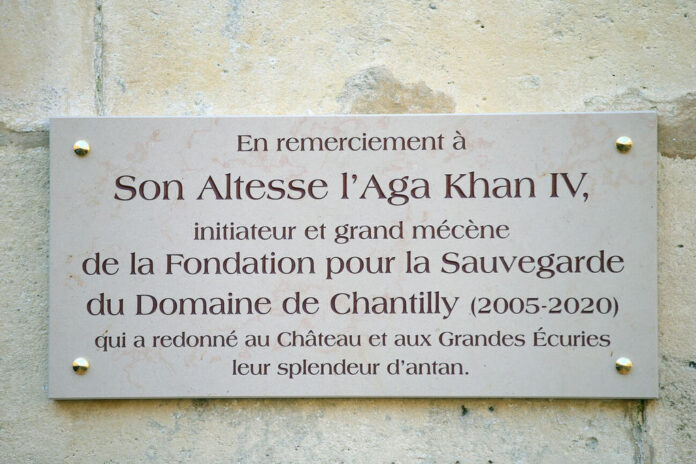 En remerciement à
Son Altesse l'Aga Khan IV,
initiateur et grand mécène
de la Fondation pour la Sauvegarde
du Domaine de Chantilly (2005-2020)
qui a redonné au Château et aux Grandes Écuries
leur splendeur d'antan.